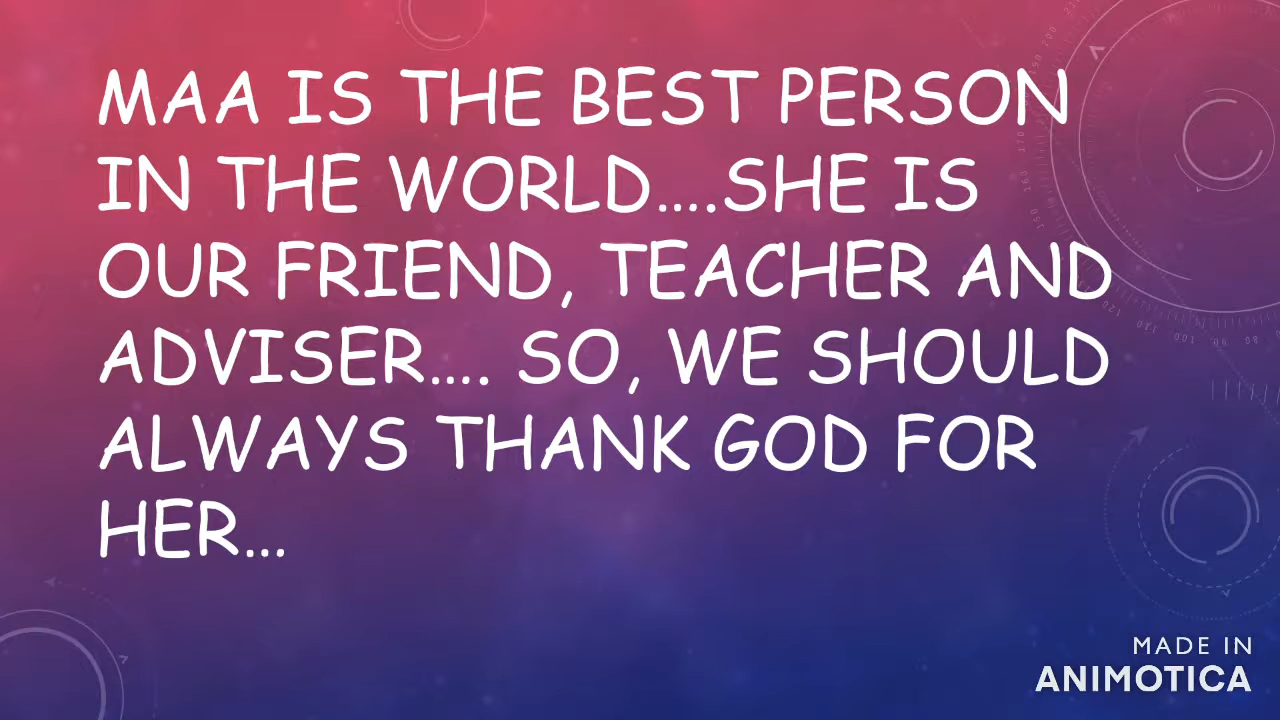 MAA IS THE BEST PERSON
IN THE WORLD....SHE IS
OUR FRIEND, TEACHER AND
ADVISER.... SO, WE SHOULD
ALWAYS THANK GOD FOR
HER...
MADE IN
ANIMOTICA